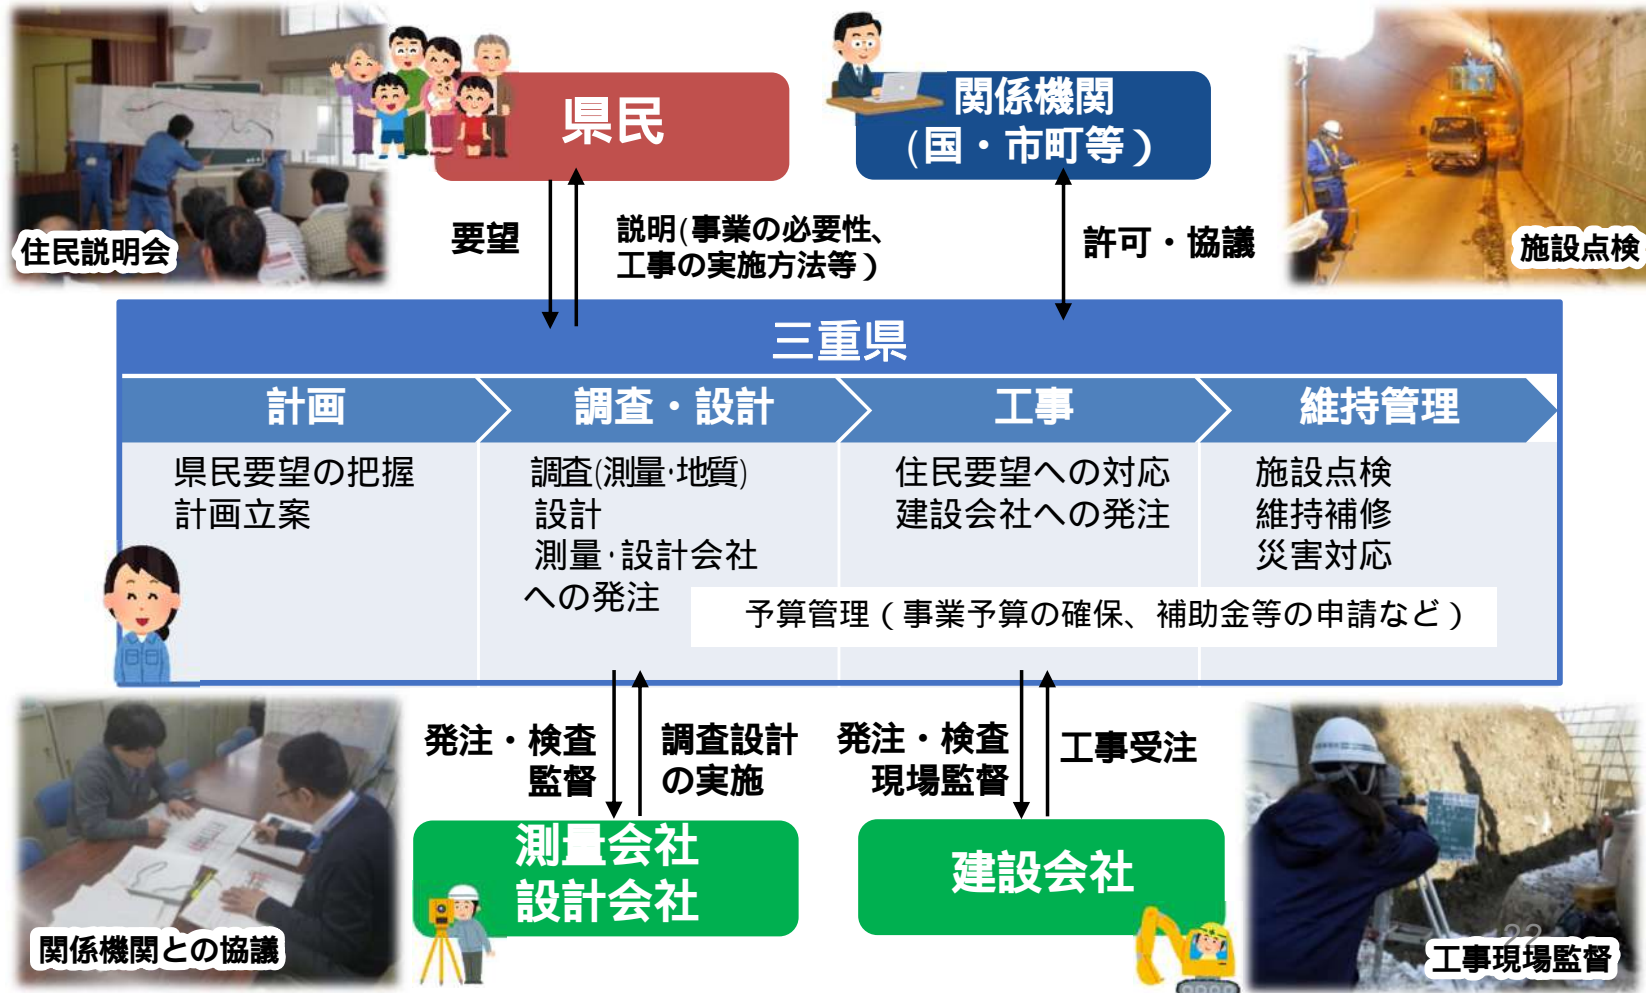 県民
関係機関
(国・市町等)
住民説明会
要望
説明(事業の必要性、
工事の実施方法等)
許可・協議
施設点検
三重県
計画
調査・設計
工事
維持管理
県民要望の把握
計画立案
調査(測量・地質)
設計
測量・設計会社
への発注
住民要望への対応
建設会社への発注
施設点検
維持補修
災害対応
予算管理(事業予算の確保、補助金等の申請など)
発注・検査
監督
調査設計
の実施
発注・検査
現場監督
工事受注
測量会社
設計会社
建設会社
関係機関との協議
22
工事現場監督